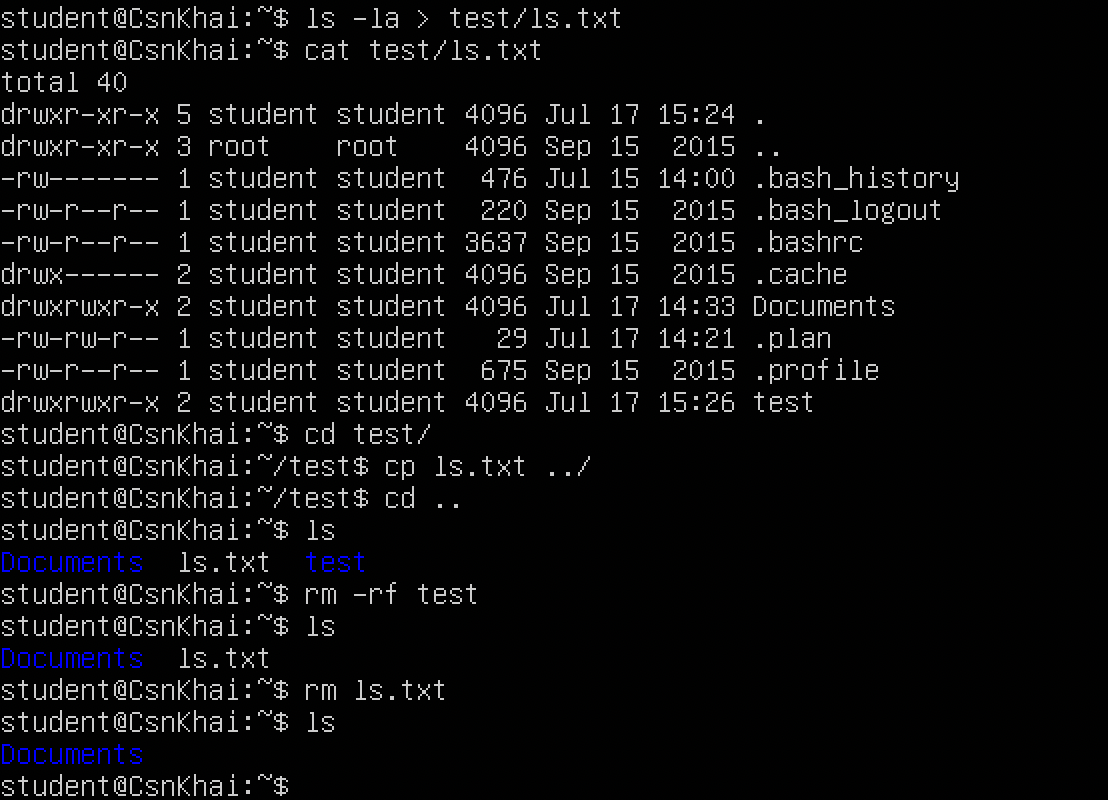 student@CsnKhai:~$ ls -la > test/ls.txt
student@CsnKhai:~$ cat test/ls.txt
total 40
drwxr-xr-x 5 student student 4096 Jul 17 15:24 .
drwxr-xr-x 3 root    root    4096 Sep 15  2015 ..
-rw------- 1 student student  476 Jul 15 14:00 .bash_history
-rw-r--r-- 1 student student  220 Sep 15  2015 .bash_logout
-rw-r--r-- 1 student student 3637 Sep 15  2015 .bashrc
drwx------ 2 student student 4096 Sep 15  2015 .cache
drwxrwxr-x 2 student student 4096 Jul 17 14:33 Documents
-rw-rw-r-- 1 student student   29 Jul 17 14:21 .plan
-rw-r--r-- 1 student student  675 Sep 15  2015 .profile
drwxrwxr-x 2 student student 4096 Jul 17 15:26 test
student@CsnKhai:~$ cd test/
student@CsnKhai:~/test$ cp ls.txt ../
student@CsnKhai:~/test$ cd ..
student@CsnKhai:~$ ls
Documents  ls.txt  test
student@CsnKhai:~$ rm -rf test
student@CsnKhai:~$ ls
Documents  ls.txt
student@CsnKhai:~$ rm ls.txt
student@CsnKhai:~$ ls
Documents
student@CsnKhai:~$